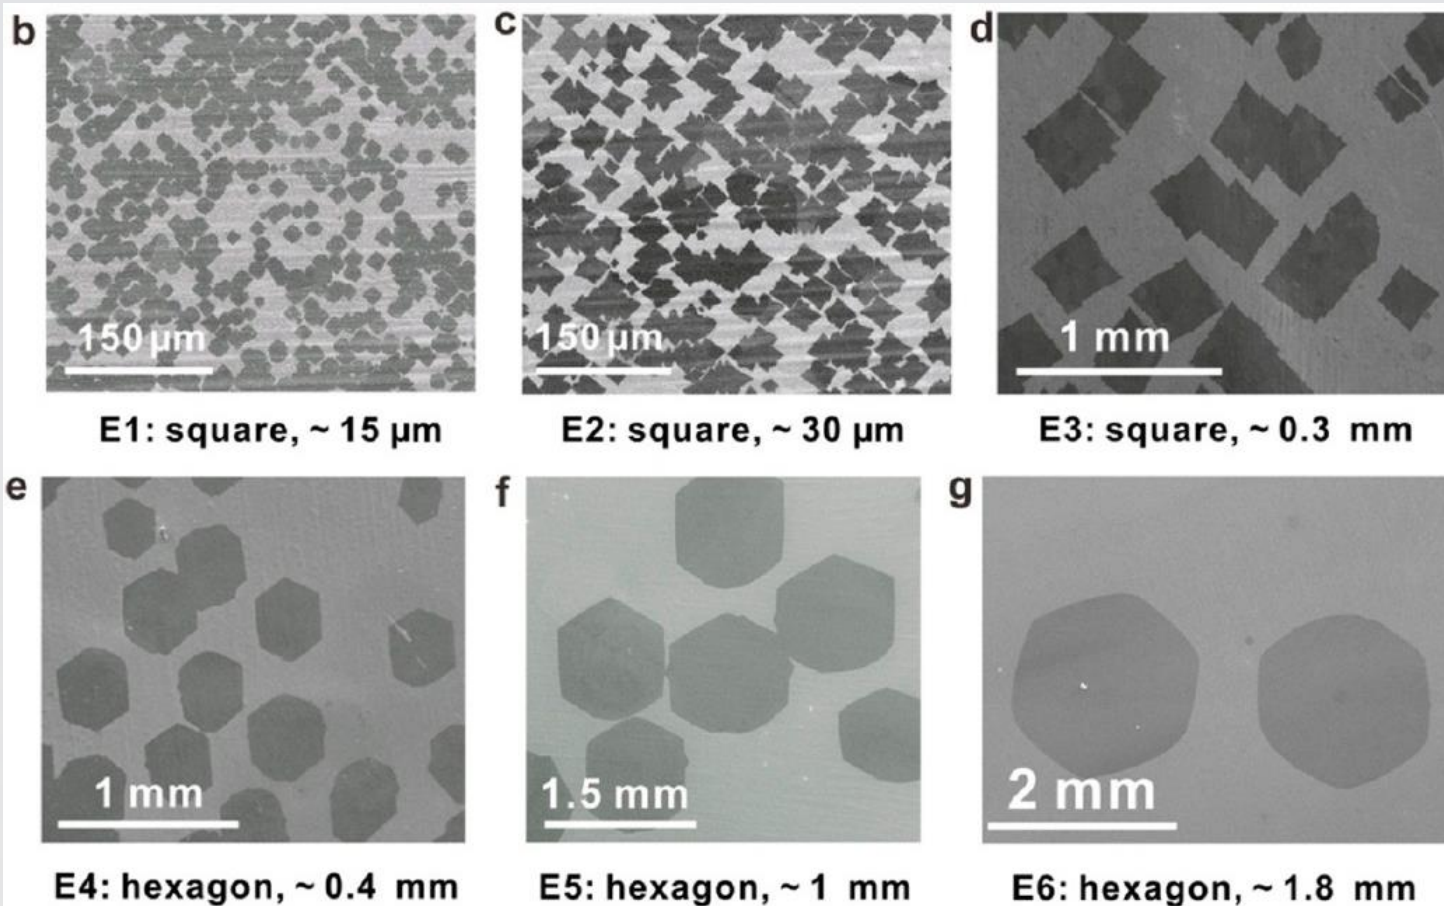 b
c
d
150 µm
150 µm
1 mm
E1: square, ~ 15 µm
E2: square, ~ 30 µm
E3: square, ~ 0.3 mm
e
f
g
1 mm
1.5 mm
2 mm
E4: hexagon, ~ 0.4 mm
E5: hexagon, ~ 1 mm
E6: hexagon, ~ 1.8 mm